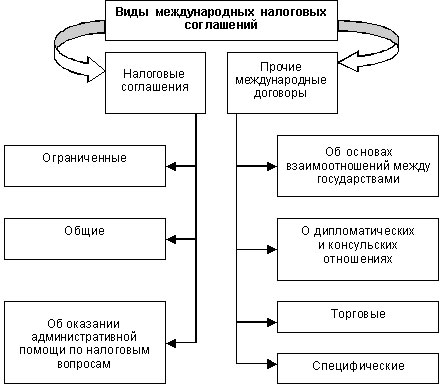 Виды международных налоговых
соглашений
Налоговые
соглашения
Прочие
международные
договоры
Ограниченные
Общие
Об оказании
административной
помощи по налоговым
вопросам
Об основах
взаимоотношений между
государствами
О дипломатических
и консульских
отношениях
Торговые
Специфические